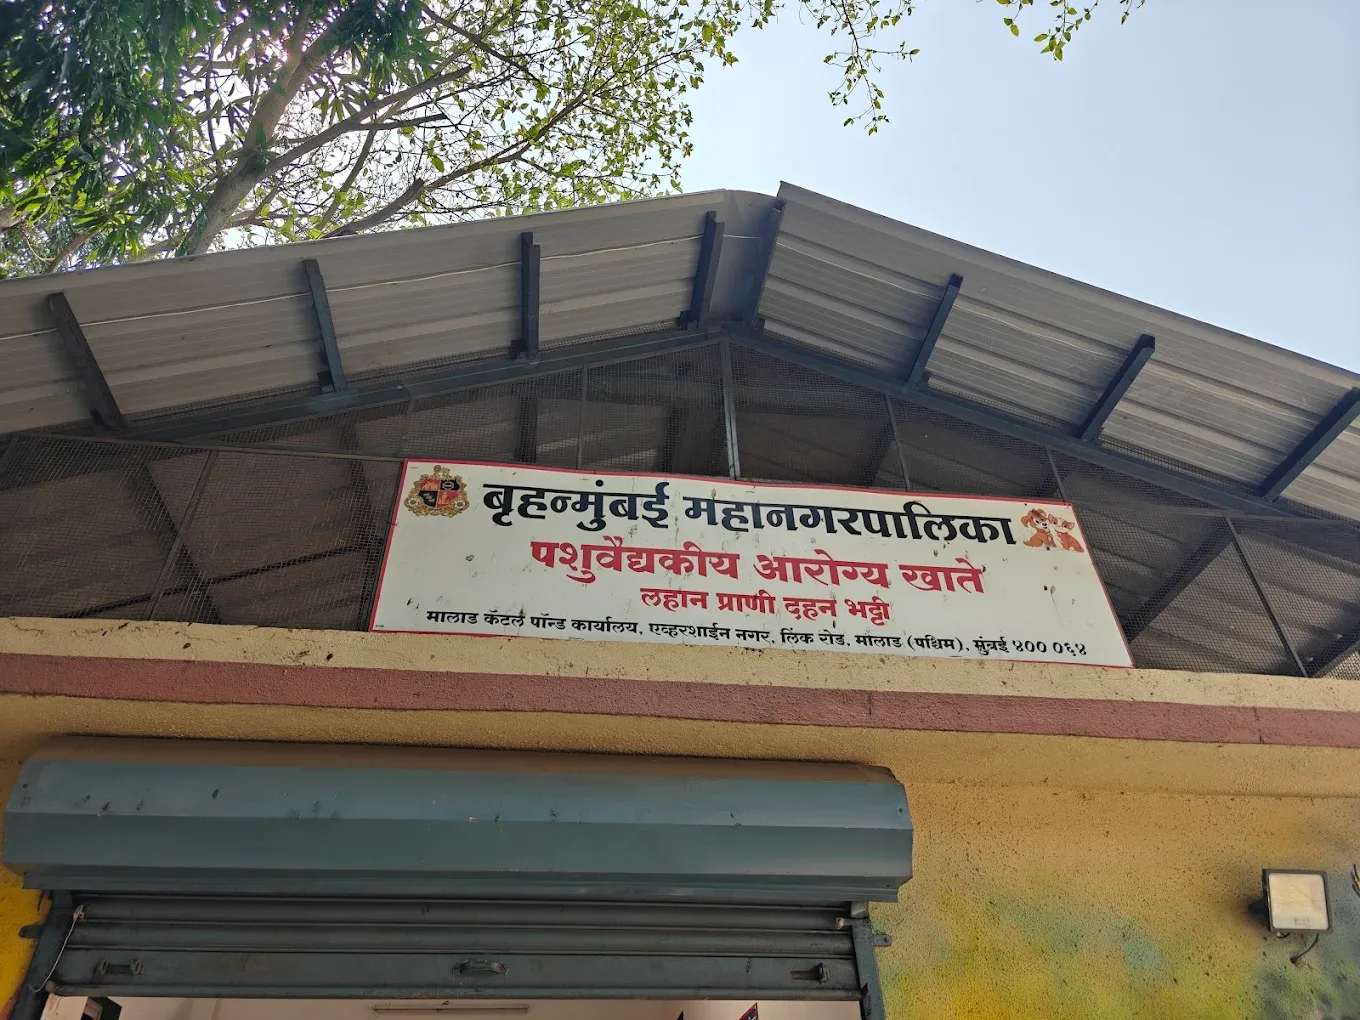 बृहन्मुंबई महानगरपालिका
पशुवैद्यकीय आरोग्य खाते
लहान प्राणी दहन भट्टी
मालाड कॅटल पॉन्ड कार्यालय, एव्हरशाईन नगर, लिंक रोड, मालाड (पश्चिम), मुंबई ४०० ०६४